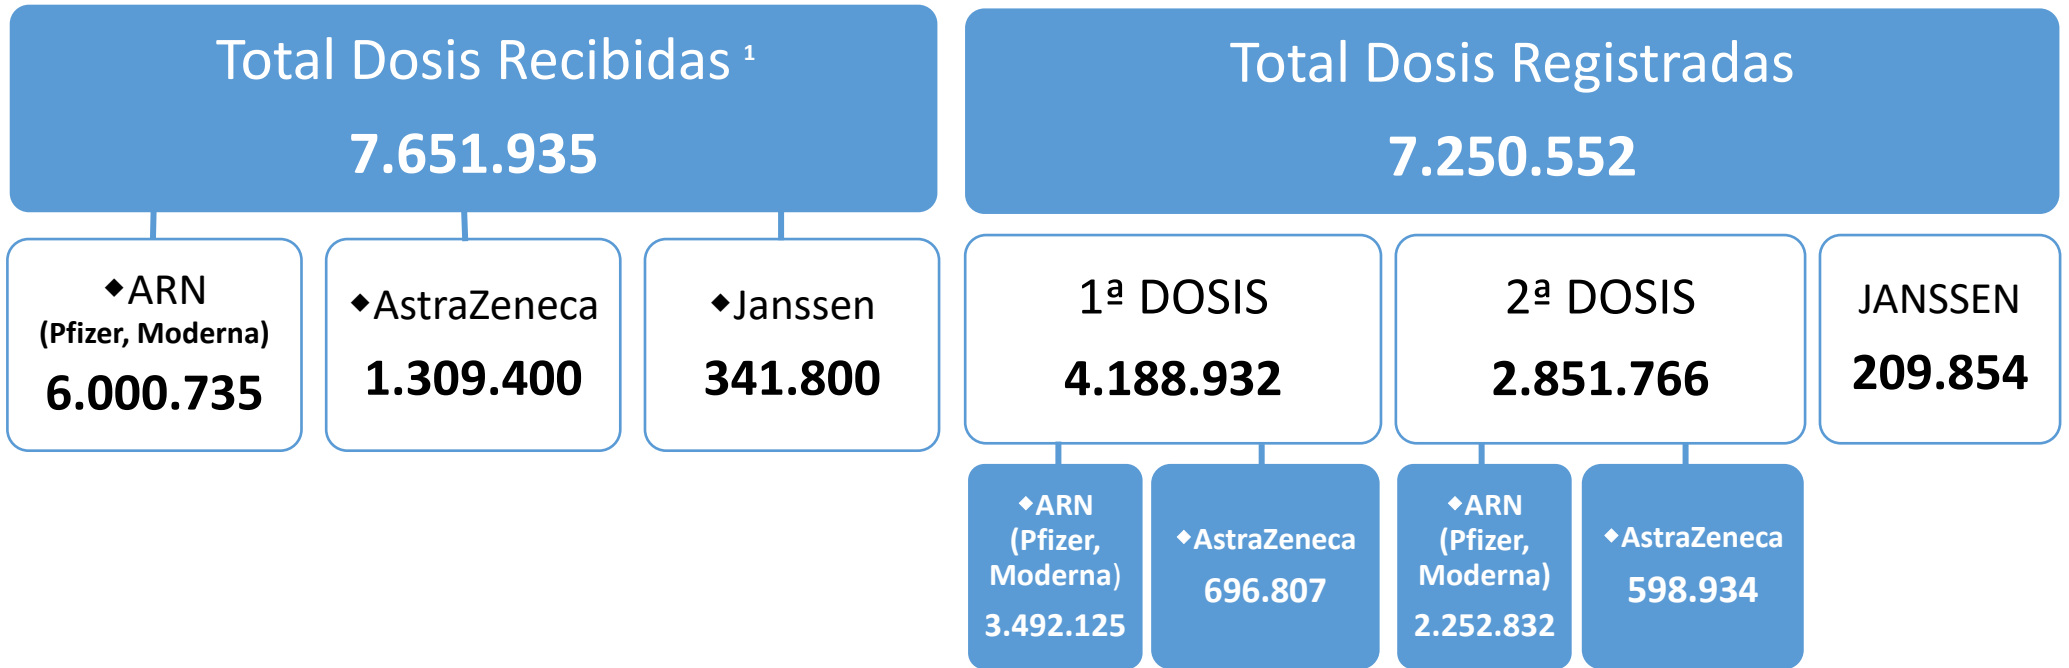 Total Dosis Recibidas ¹
7.651.935
◆ARN
(Pfizer, Moderna)
6.000.735
◆AstraZeneca
1.309.400
◆Janssen
341.800
Total Dosis Registradas
7.250.552
1ª DOSIS
4.188.932
◆ARN
(Pfizer,
Moderna)
3.492.125
◆AstraZeneca
696.807
2ª DOSIS
2.851.766
◆ARN
(Pfizer,
Moderna)
2.252.832
◆AstraZeneca
598.934
JANSSEN
209.854